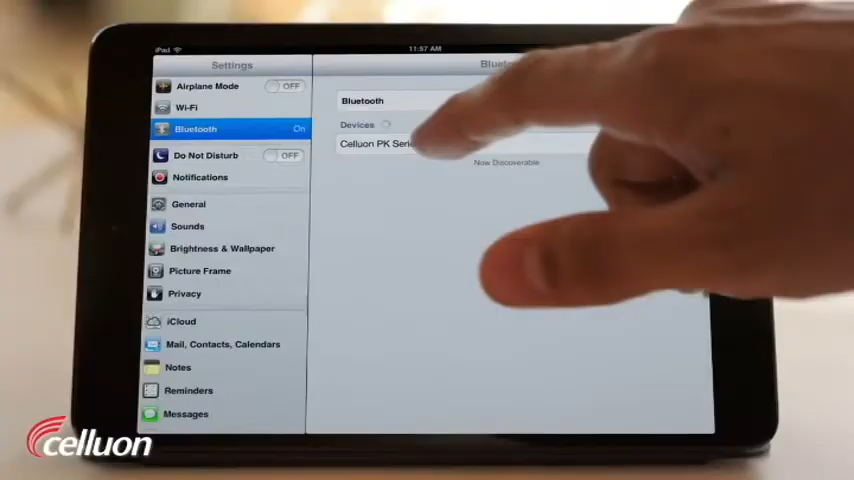 iPad
11:57 AM
Settings
Airplane Mode
OFF
Wi-Fi
Bluetooth
On
Do Not Disturb
OFF
Notifications
General
Sounds
Brightness & Wallpaper
Picture Frame
Privacy
iCloud
Mail, Contacts, Calendars
Notes
Reminders
Messages
Bluetooth
Devices
Celluon PK
Now Discoverable
celluon